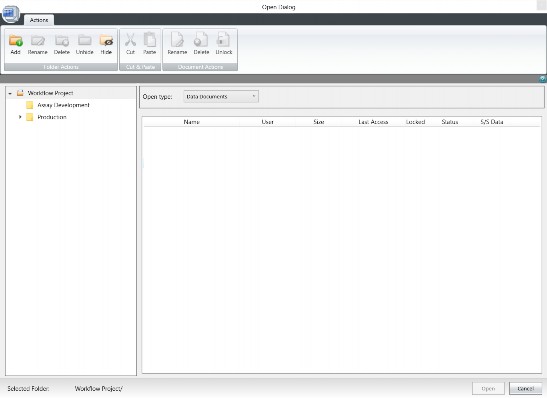 Open Dialog
Actions
Add Rename Delete Unhide Hide Cut Paste Rename Delete Unlock
Folder Actions Cut & Paste Document Actions
Workflow Project
Assay Development
Production
Open type: Data Documents
Name User Size Last Access Locked Status S/S Data
Selected Folder: Workflow Project/
Open Cancel